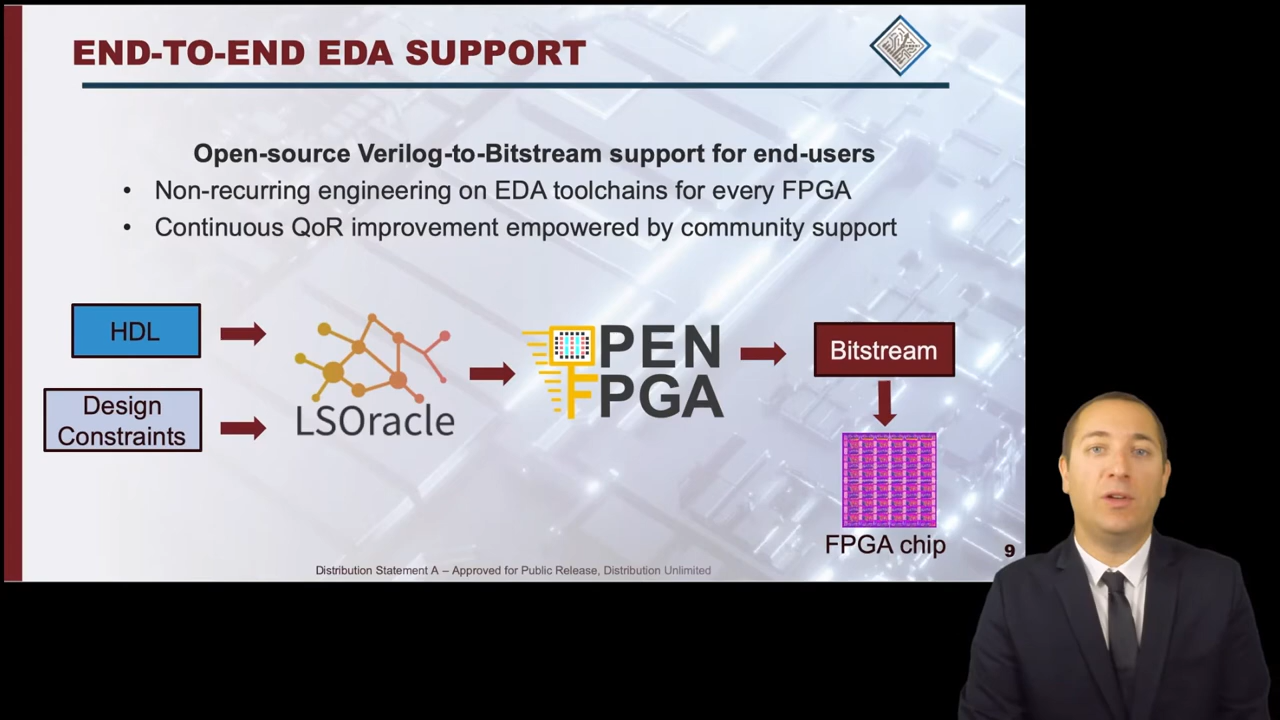 END-TO-END EDA SUPPORT
Open-source Verilog-to-Bitstream support for end-users
• Non-recurring engineering on EDA toolchains for every FPGA
• Continuous QoR improvement empowered by community support
HDL
Design
Constraints
LSOracle
OPEN
FPGA
Bitstream
FPGA chip
9
Distribution Statement A – Approved for Public Release, Distribution Unlimited